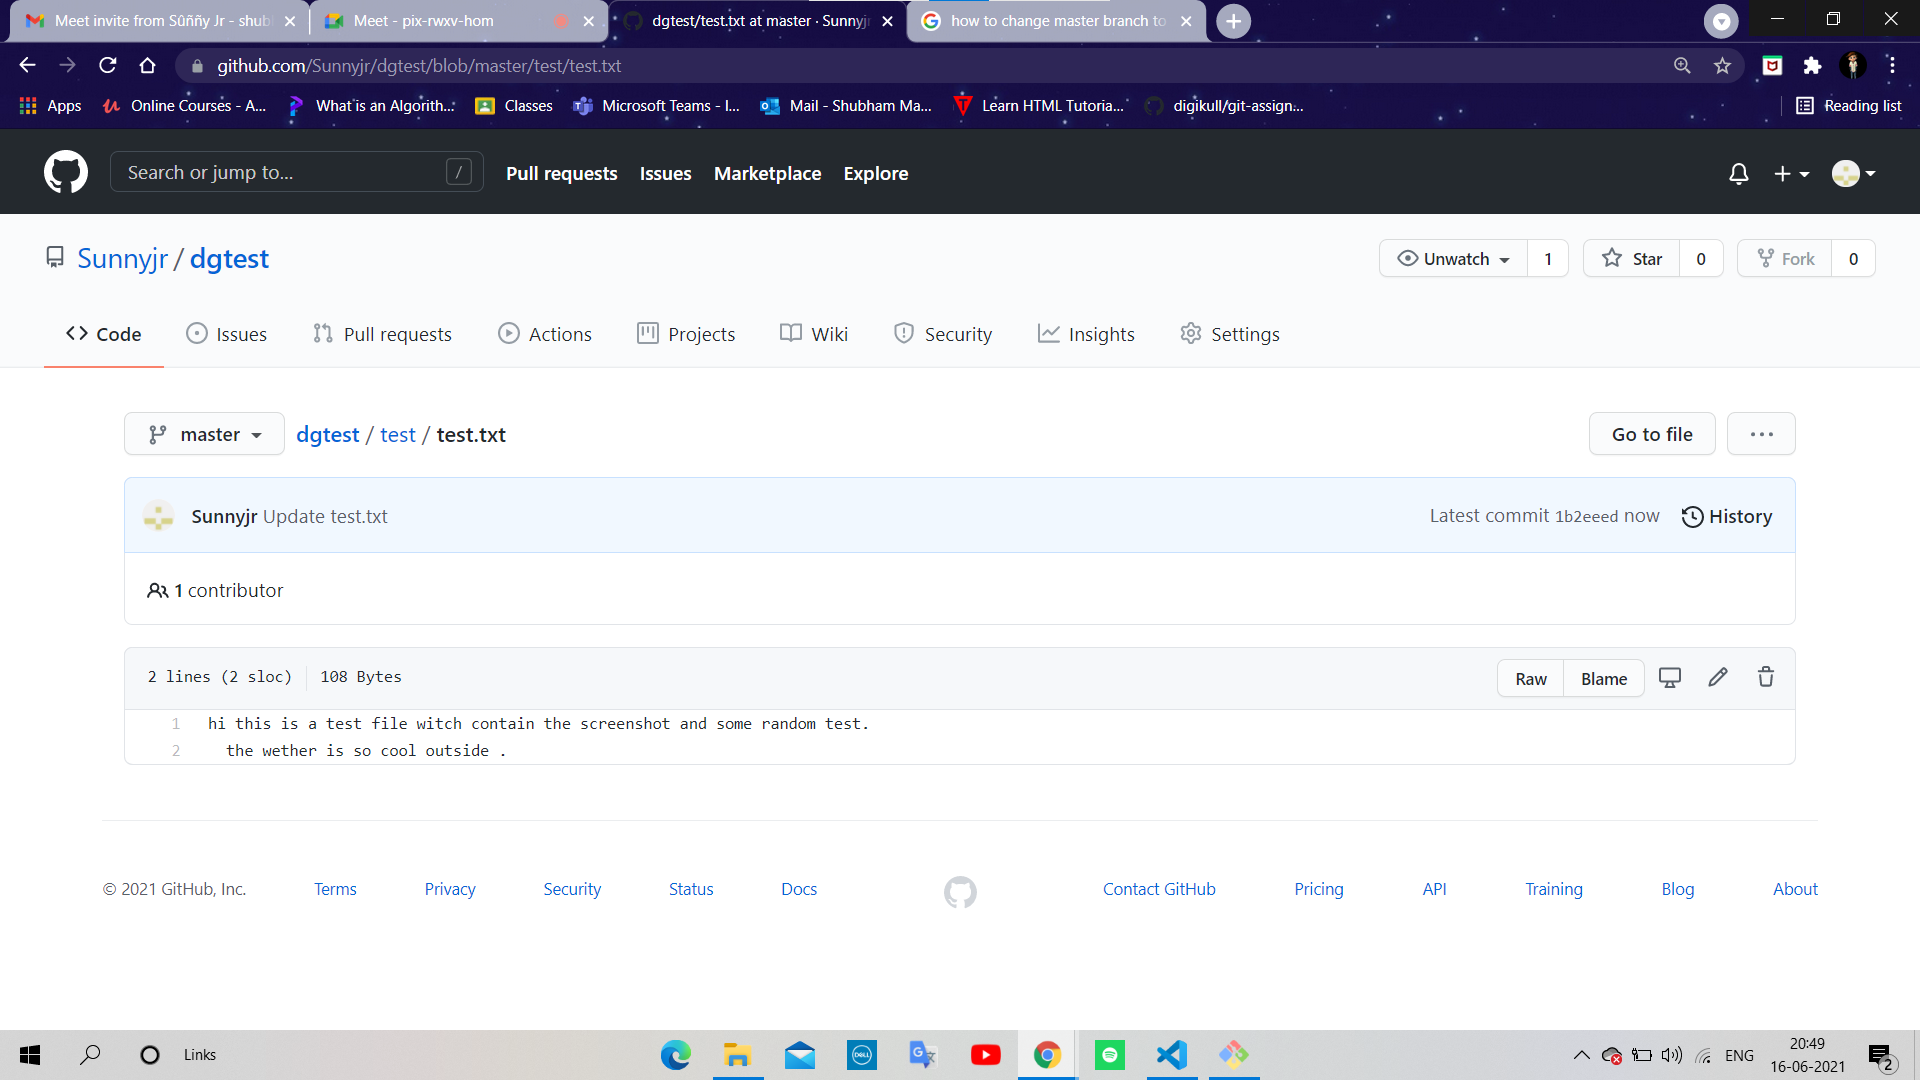 Meet invite from Sûññy Jr - shub
Meet - pix-rwxv-hom
dgtest/test.txt at master · Sunnyjr
how to change master branch to
github.com/Sunnyjr/dgtest/blob/master/test/test.txt
Apps
Online Courses - A...
What is an Algorith...
Classes
Microsoft Teams - I...
Mail - Shubham Ma...
Learn HTML Tutoria...
digikull/git-assign...
Reading list
Search or jump to...
/
Pull requests
Issues
Marketplace
Explore
Sunnyjr / dgtest
Unwatch
1
Star
0
Fork
0
Code
Issues
Pull requests
Actions
Projects
Wiki
Security
Insights
Settings
master
dgtest / test / test.txt
Go to file
Sunnyjr Update test.txt
Latest commit 1b2eeed now
History
1 contributor
2 lines (2 sloc)
108 Bytes
Raw
Blame
1 hi this is a test file witch contain the screenshot and some random test.
2 the wether is so cool outside .
© 2021 GitHub, Inc.
Terms
Privacy
Security
Status
Docs
Contact GitHub
Pricing
API
Training
Blog
About
Links
DELL
ENG
20:49
16-06-2021
2